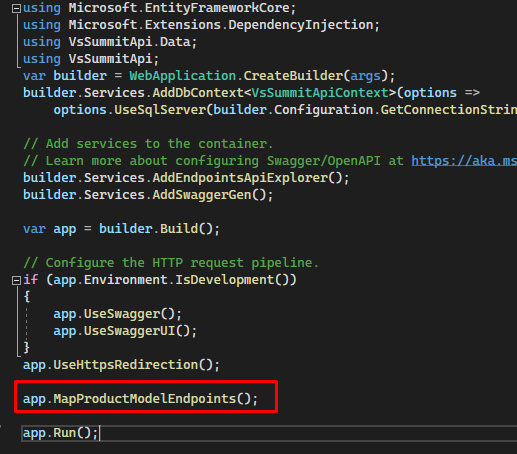 using Microsoft.EntityFrameworkCore;
using Microsoft.Extensions.DependencyInjection;
using VsSummitApi.Data;
using VsSummitApi;
var builder = WebApplication.CreateBuilder(args);
builder.Services.AddDbContext<VsSummitApiContext>(options =>
    options.UseSqlServer(builder.Configuration.GetConnectionStrin

// Add services to the container.
// Learn more about configuring Swagger/OpenAPI at https://aka.ms
builder.Services.AddEndpointsApiExplorer();
builder.Services.AddSwaggerGen();

var app = builder.Build();

// Configure the HTTP request pipeline.
if (app.Environment.IsDevelopment())
{
    app.UseSwagger();
    app.UseSwaggerUI();
}
app.UseHttpsRedirection();

app.MapProductModelEndpoints();

app.Run();